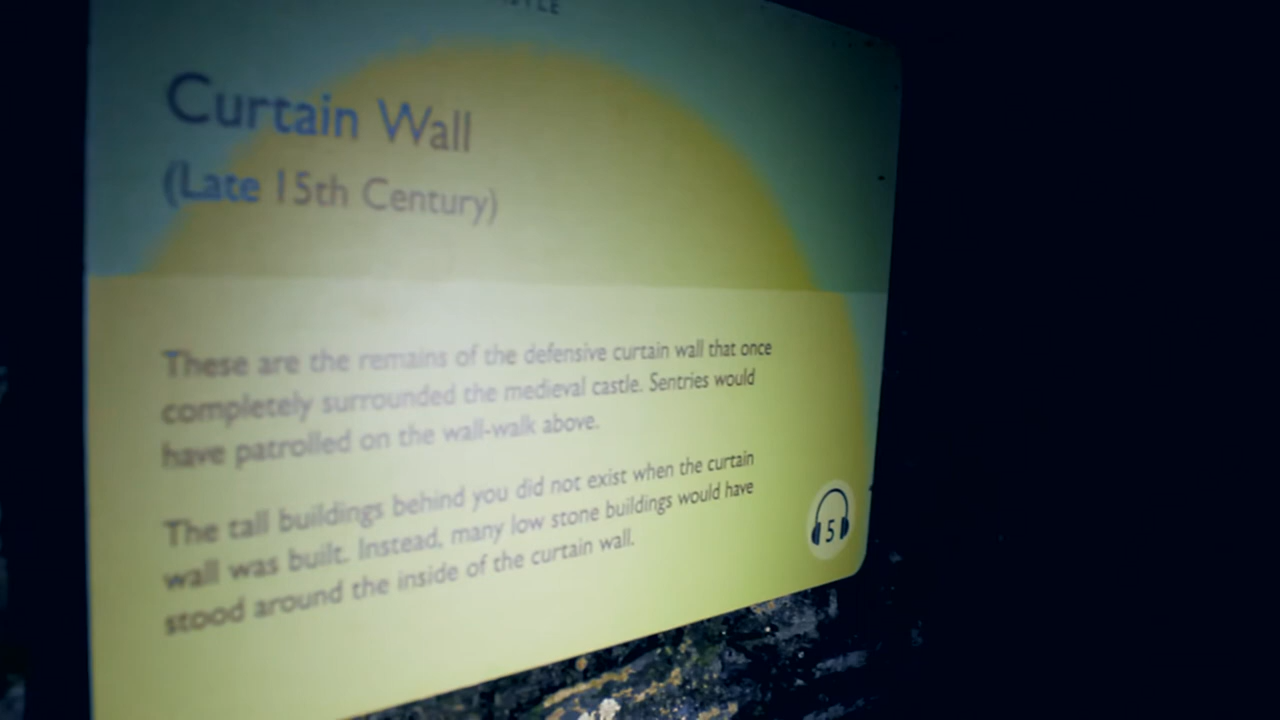 Curtain Wall
(Late 15th Century)
These are the remains of the defensive curtain wall that once
completely surrounded the medieval castle. Sentries would
have patrolled on the wall-walk above.
The tall buildings behind you did not exist when the curtain
wall was built. Instead, many low stone buildings would have
stood around the inside of the curtain wall.
5